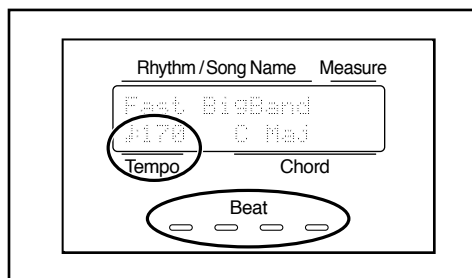 Rhythm / Song Name Measure
Fast BigBand
♩:170 C Maj
Tempo Chord
Beat